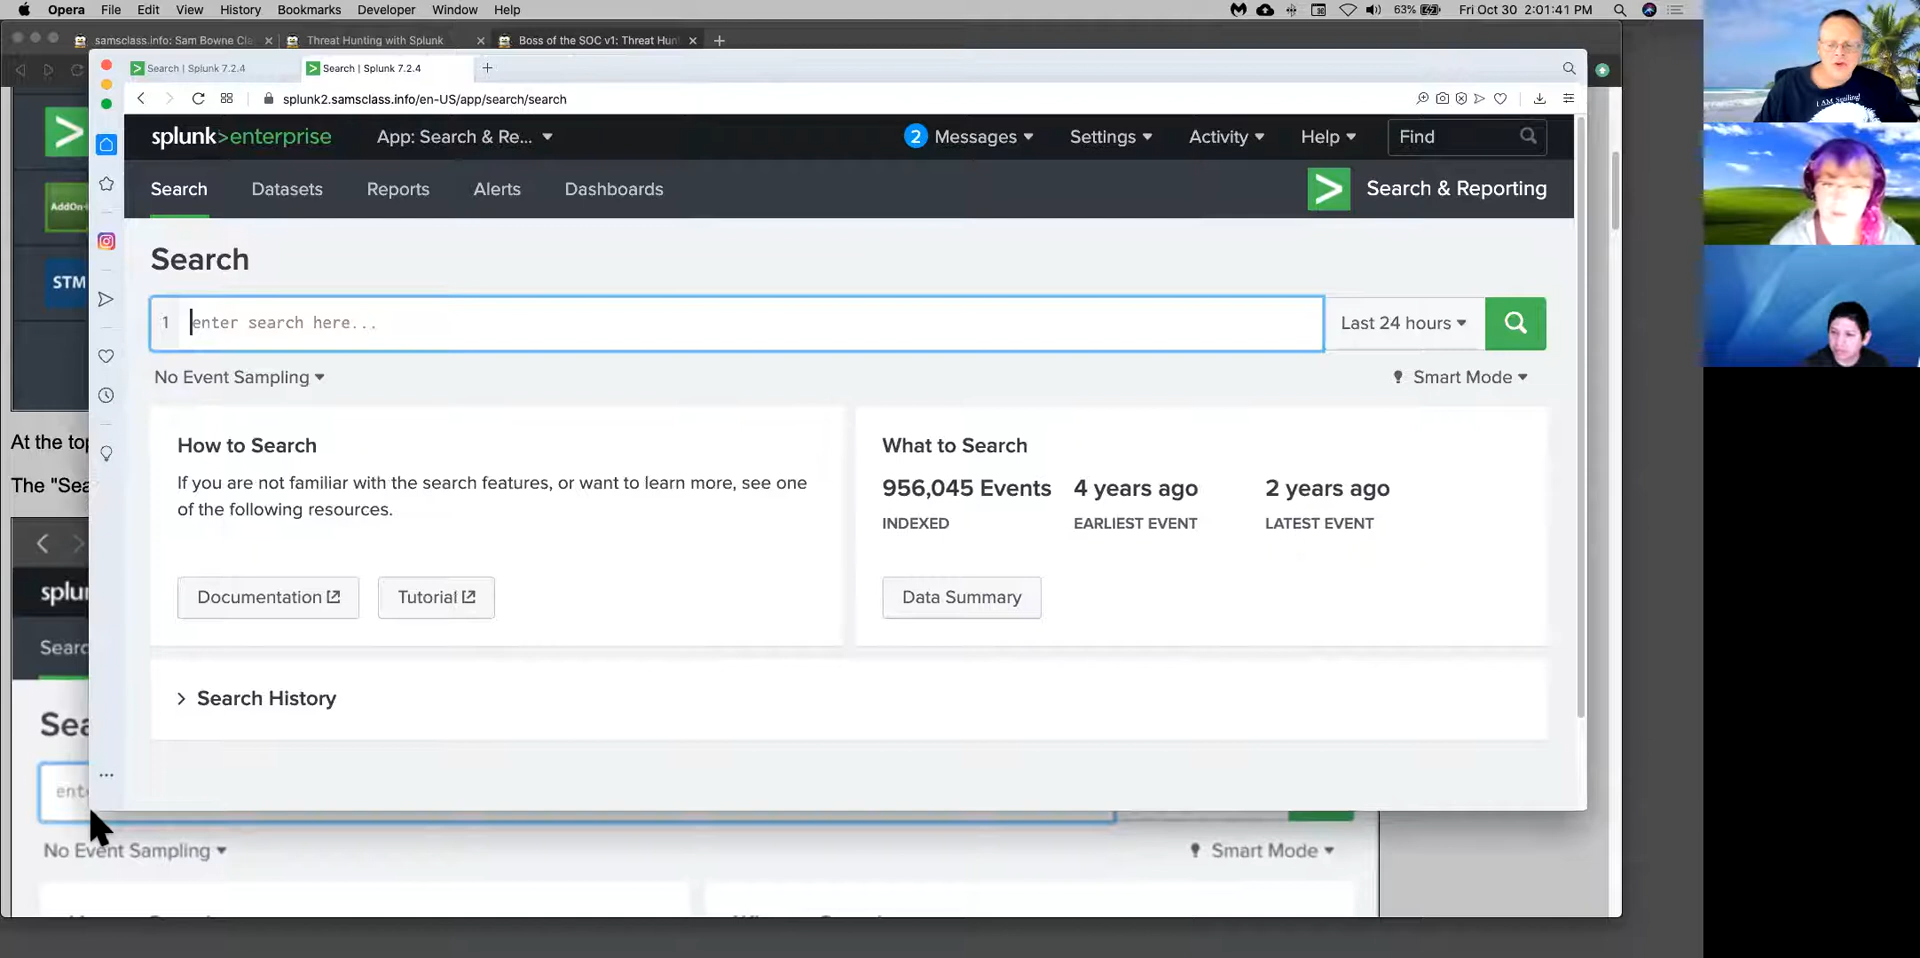 Opera File Edit View History Bookmarks Developer Window Help 63% Fri Oct 30 2:01:41 PM
samsclass.info: Sam Bowne Cle Threat Hunting with Splunk Boss of the SOC v1: Threat Hun
Search | Splunk 7.2.4 Search | Splunk 7.2.4
splunk2.samsclass.info/en-US/app/search/search
splunk>enterprise App: Search & Re... 2 Messages Settings Activity Help Find
Search Datasets Reports Alerts Dashboards Search & Reporting
AddOn
STM
Search
1 enter search here... Last 24 hours
No Event Sampling Smart Mode
How to Search
If you are not familiar with the search features, or want to learn more, see one
of the following resources.
Documentation Tutorial
What to Search
956,045 Events 4 years ago 2 years ago
INDEXED EARLIEST EVENT LATEST EVENT
Data Summary
Search History
At the top
The "Sea
splu
Searc
Sea
ente
No Event Sampling Smart Mode
I AM Smiling!